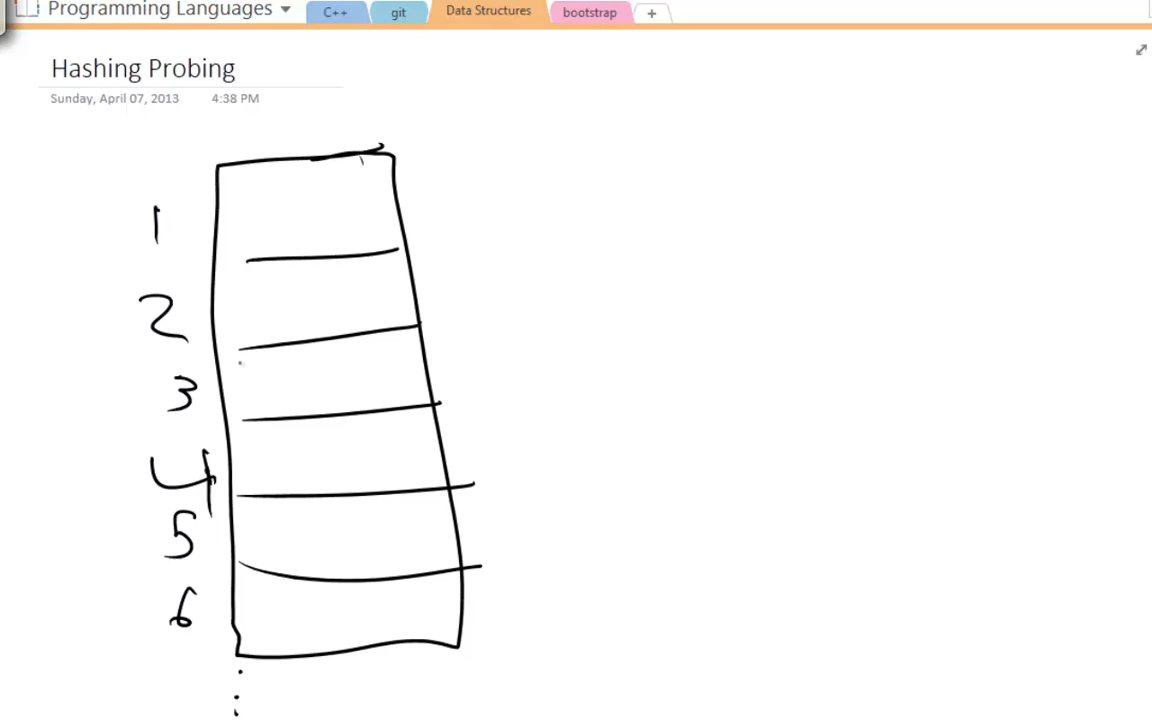 Programming Languages
C++
git
Data Structures
bootstrap
+
Hashing Probing
Sunday, April 07, 2013 4:38 PM
1
2
3
4
5
6